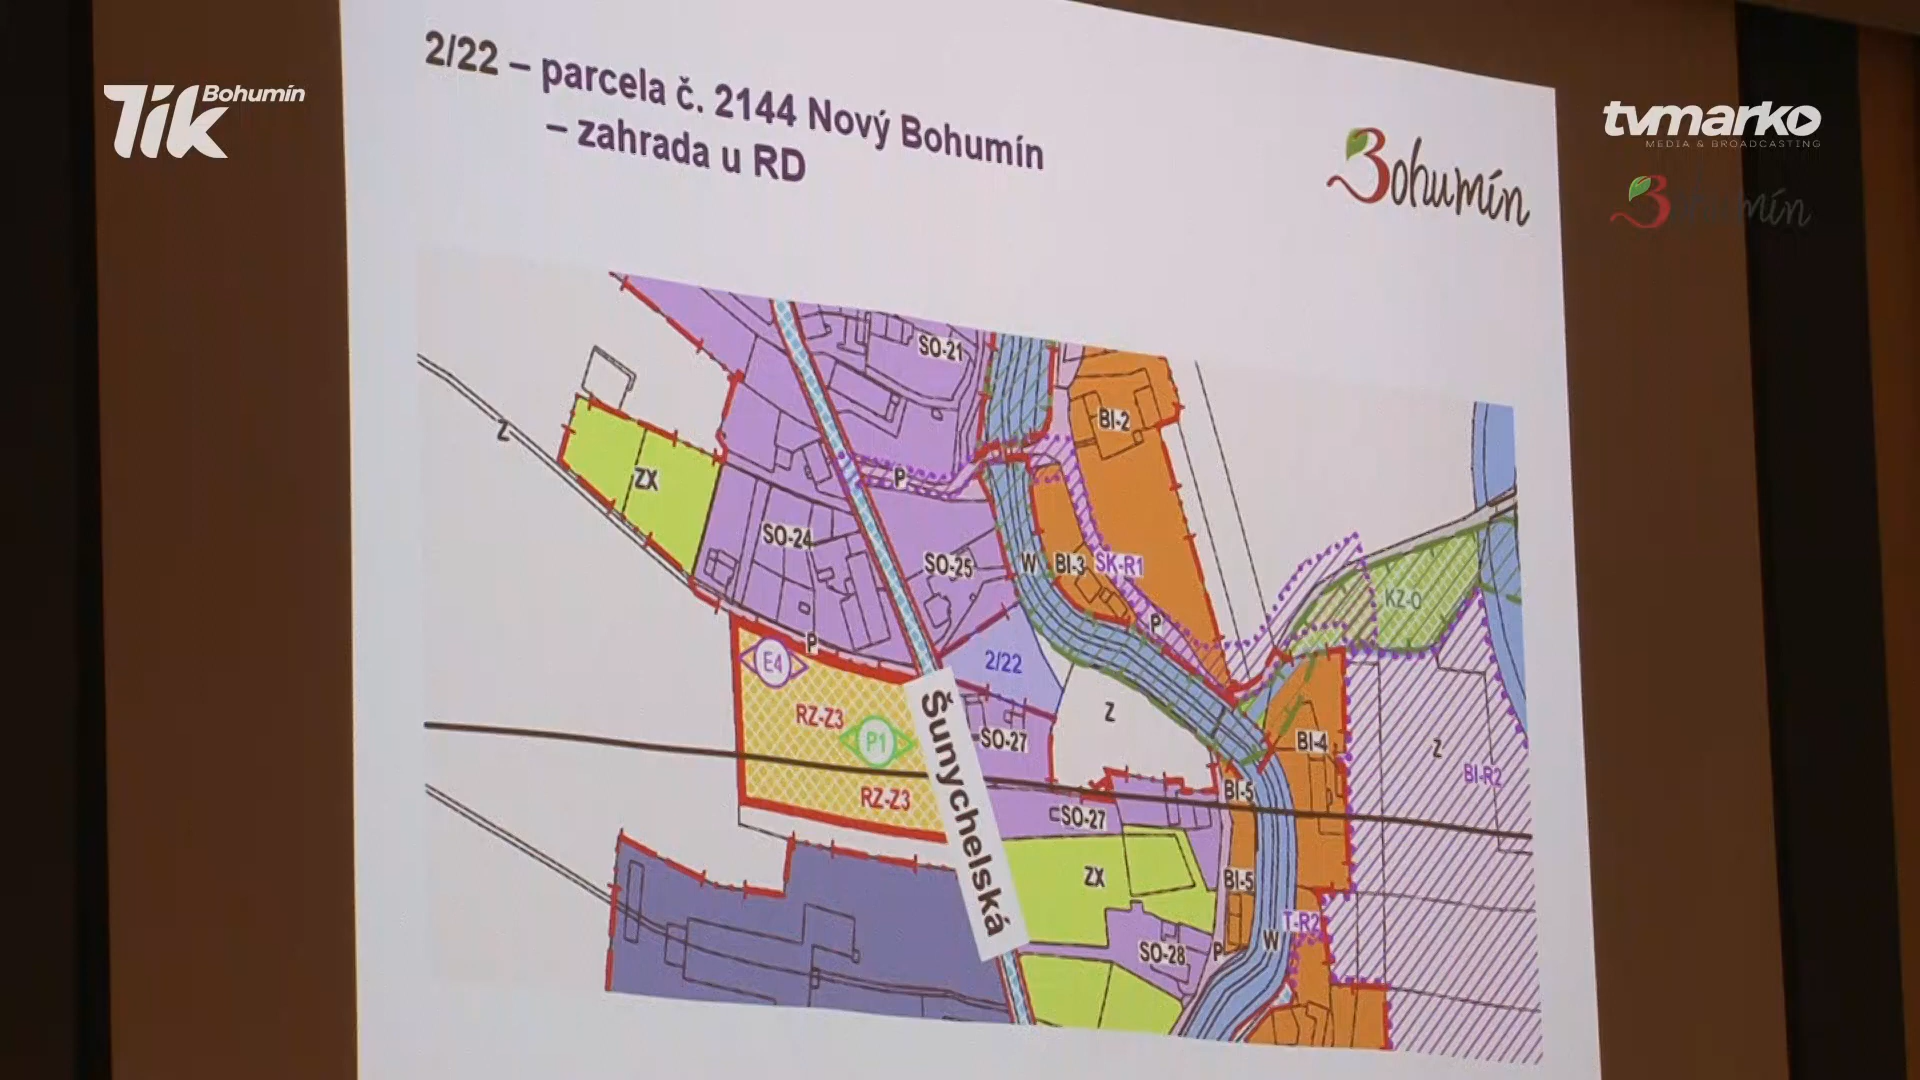 2/22 – parcela č. 2144 Nový Bohumín
– zahrada u RD
Tik Bohumín
tvmarko
MEDIA & BROADCASTING
Bohumín
Bohumín
SO-21
BI-2
Z
ZX
P
SO-24
SO-25
W
BI-3
SK-R1
P
KZ-O
P
E4
2/22
RZ-Z3
P1
SO-27
Z
BI-4
Z
BI-R2
RZ-Z3
Šunychelská
SO-27
BI-5
ZX
BI-5
T-R2
SO-28
P
W